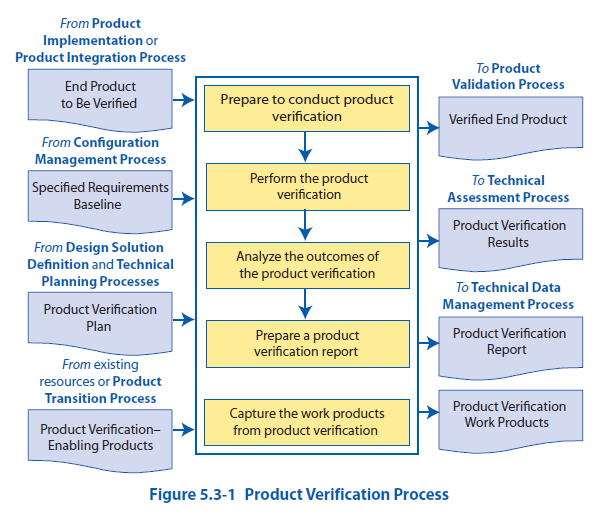 From Product
Implementation or
Product Integration Process
End Product
to Be Verified
From Configuration
Management Process
Specified Requirements
Baseline
From Design Solution
Definition and Technical
Planning Processes
Product Verification
Plan
From existing
resources or Product
Transition Process
Product Verification–
Enabling Products
Prepare to conduct product
verification
Perform the product
verification
Analyze the outcomes of
the product verification
Prepare a product
verification report
Capture the work products
from product verification
To Product
Validation Process
Verified End Product
To Technical
Assessment Process
Product Verification
Results
To Technical Data
Management Process
Product Verification
Report
Product Verification
Work Products
Figure 5.3-1 Product Verification Process